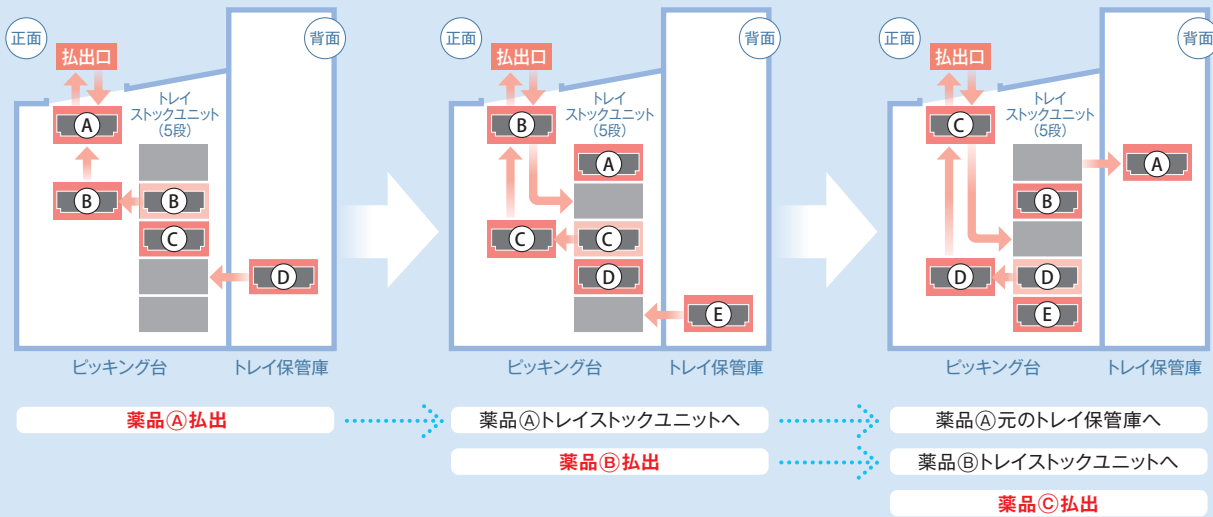 正面
背面
払出口
トレイ
ストックユニット
(5段)
A
B
B
C
D
ピッキング台
トレイ保管庫
正面
背面
払出口
トレイ
ストックユニット
(5段)
B
A
C
C
D
E
ピッキング台
トレイ保管庫
正面
背面
払出口
トレイ
ストックユニット
(5段)
C
A
B
D
D
E
ピッキング台
トレイ保管庫
薬品Ⓐ払出
薬品Ⓐトレイストックユニットへ
薬品Ⓐ元のトレイ保管庫へ
薬品Ⓑ払出
薬品Ⓑトレイストックユニットへ
薬品Ⓒ払出